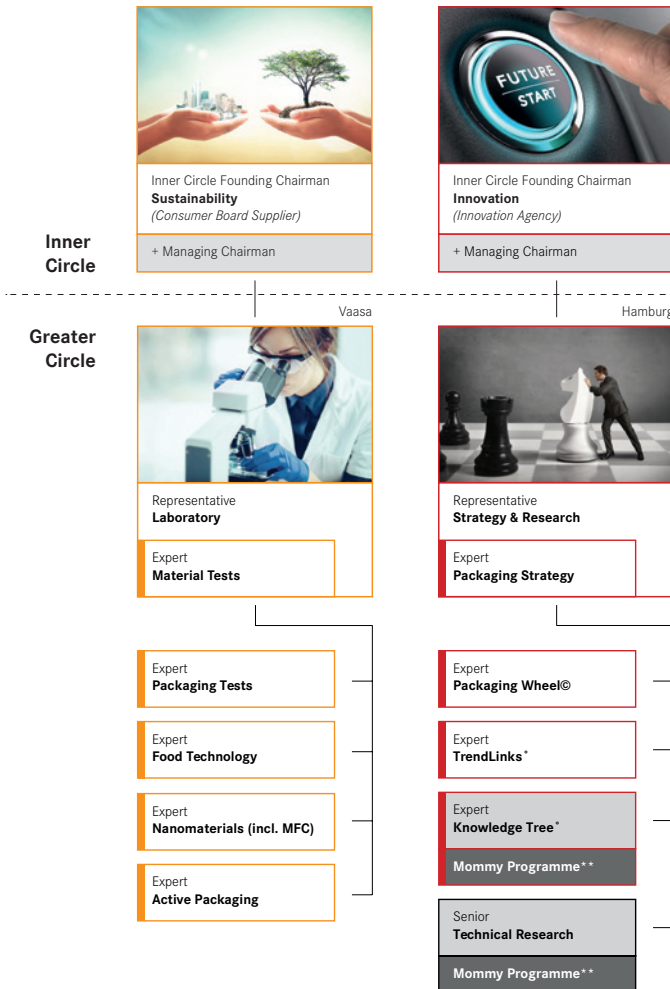 FUTURE
START
Inner Circle Founding Chairman
Sustainability
(Consumer Board Supplier)
+ Managing Chairman
Inner Circle Founding Chairman
Innovation
(Innovation Agency)
+ Managing Chairman
Inner
Circle
Greater
Circle
Vaasa
Representative
Laboratory
Expert
Material Tests
Expert
Packaging Tests
Expert
Food Technology
Expert
Nanomaterials (incl. MFC)
Expert
Active Packaging
Hamburg
Representative
Strategy & Research
Expert
Packaging Strategy
Expert
Packaging Wheel©
Expert
TrendLinks*
Expert
Knowledge Tree*
Mommy Programme**
Senior
Technical Research
Mommy Programme**